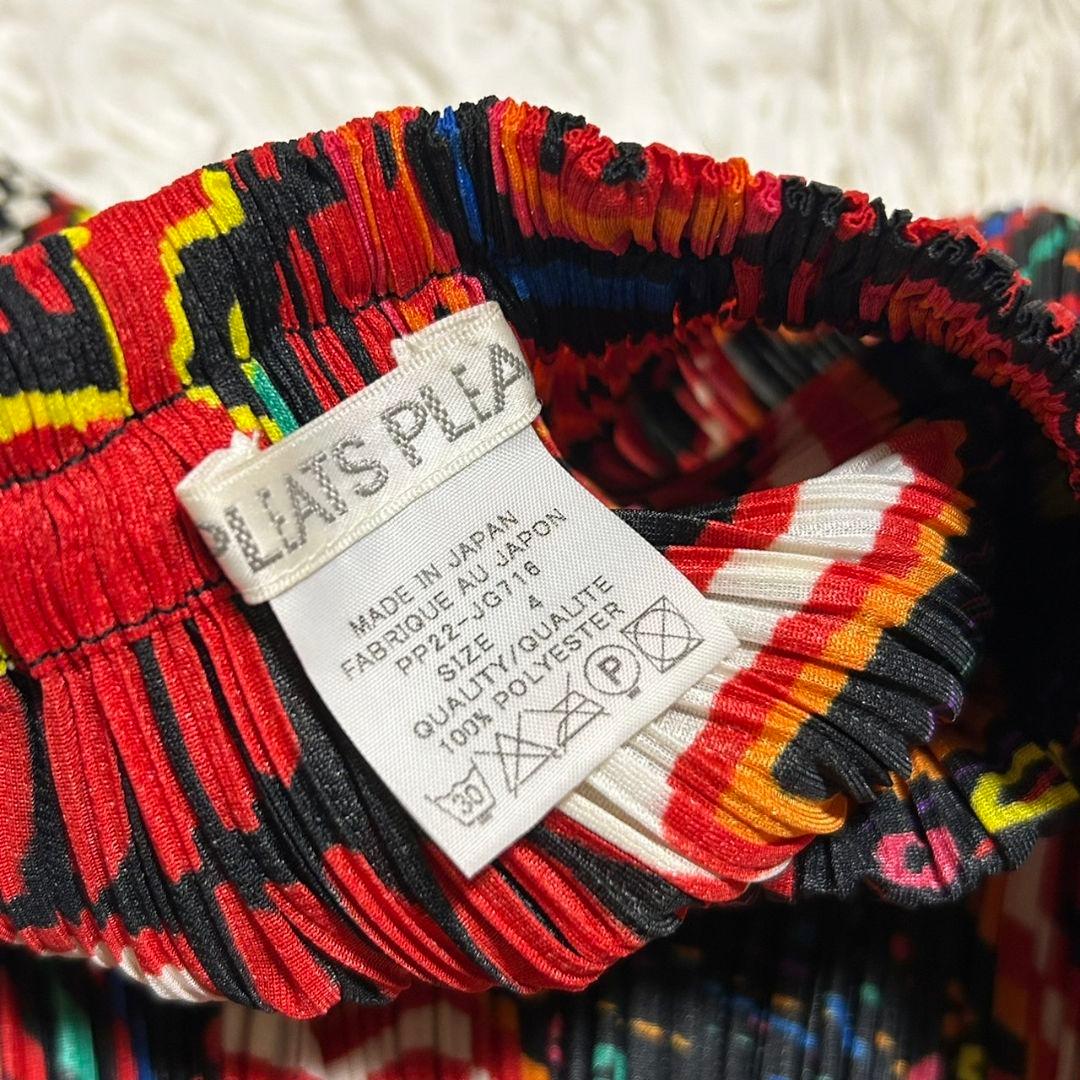 PLEATS PLEA
MADE IN JAPAN
FABRIQUE AU JAPON
PP22-JG716
SIZE 4
QUALITY/QUALITE
100% POLYESTER
30 P